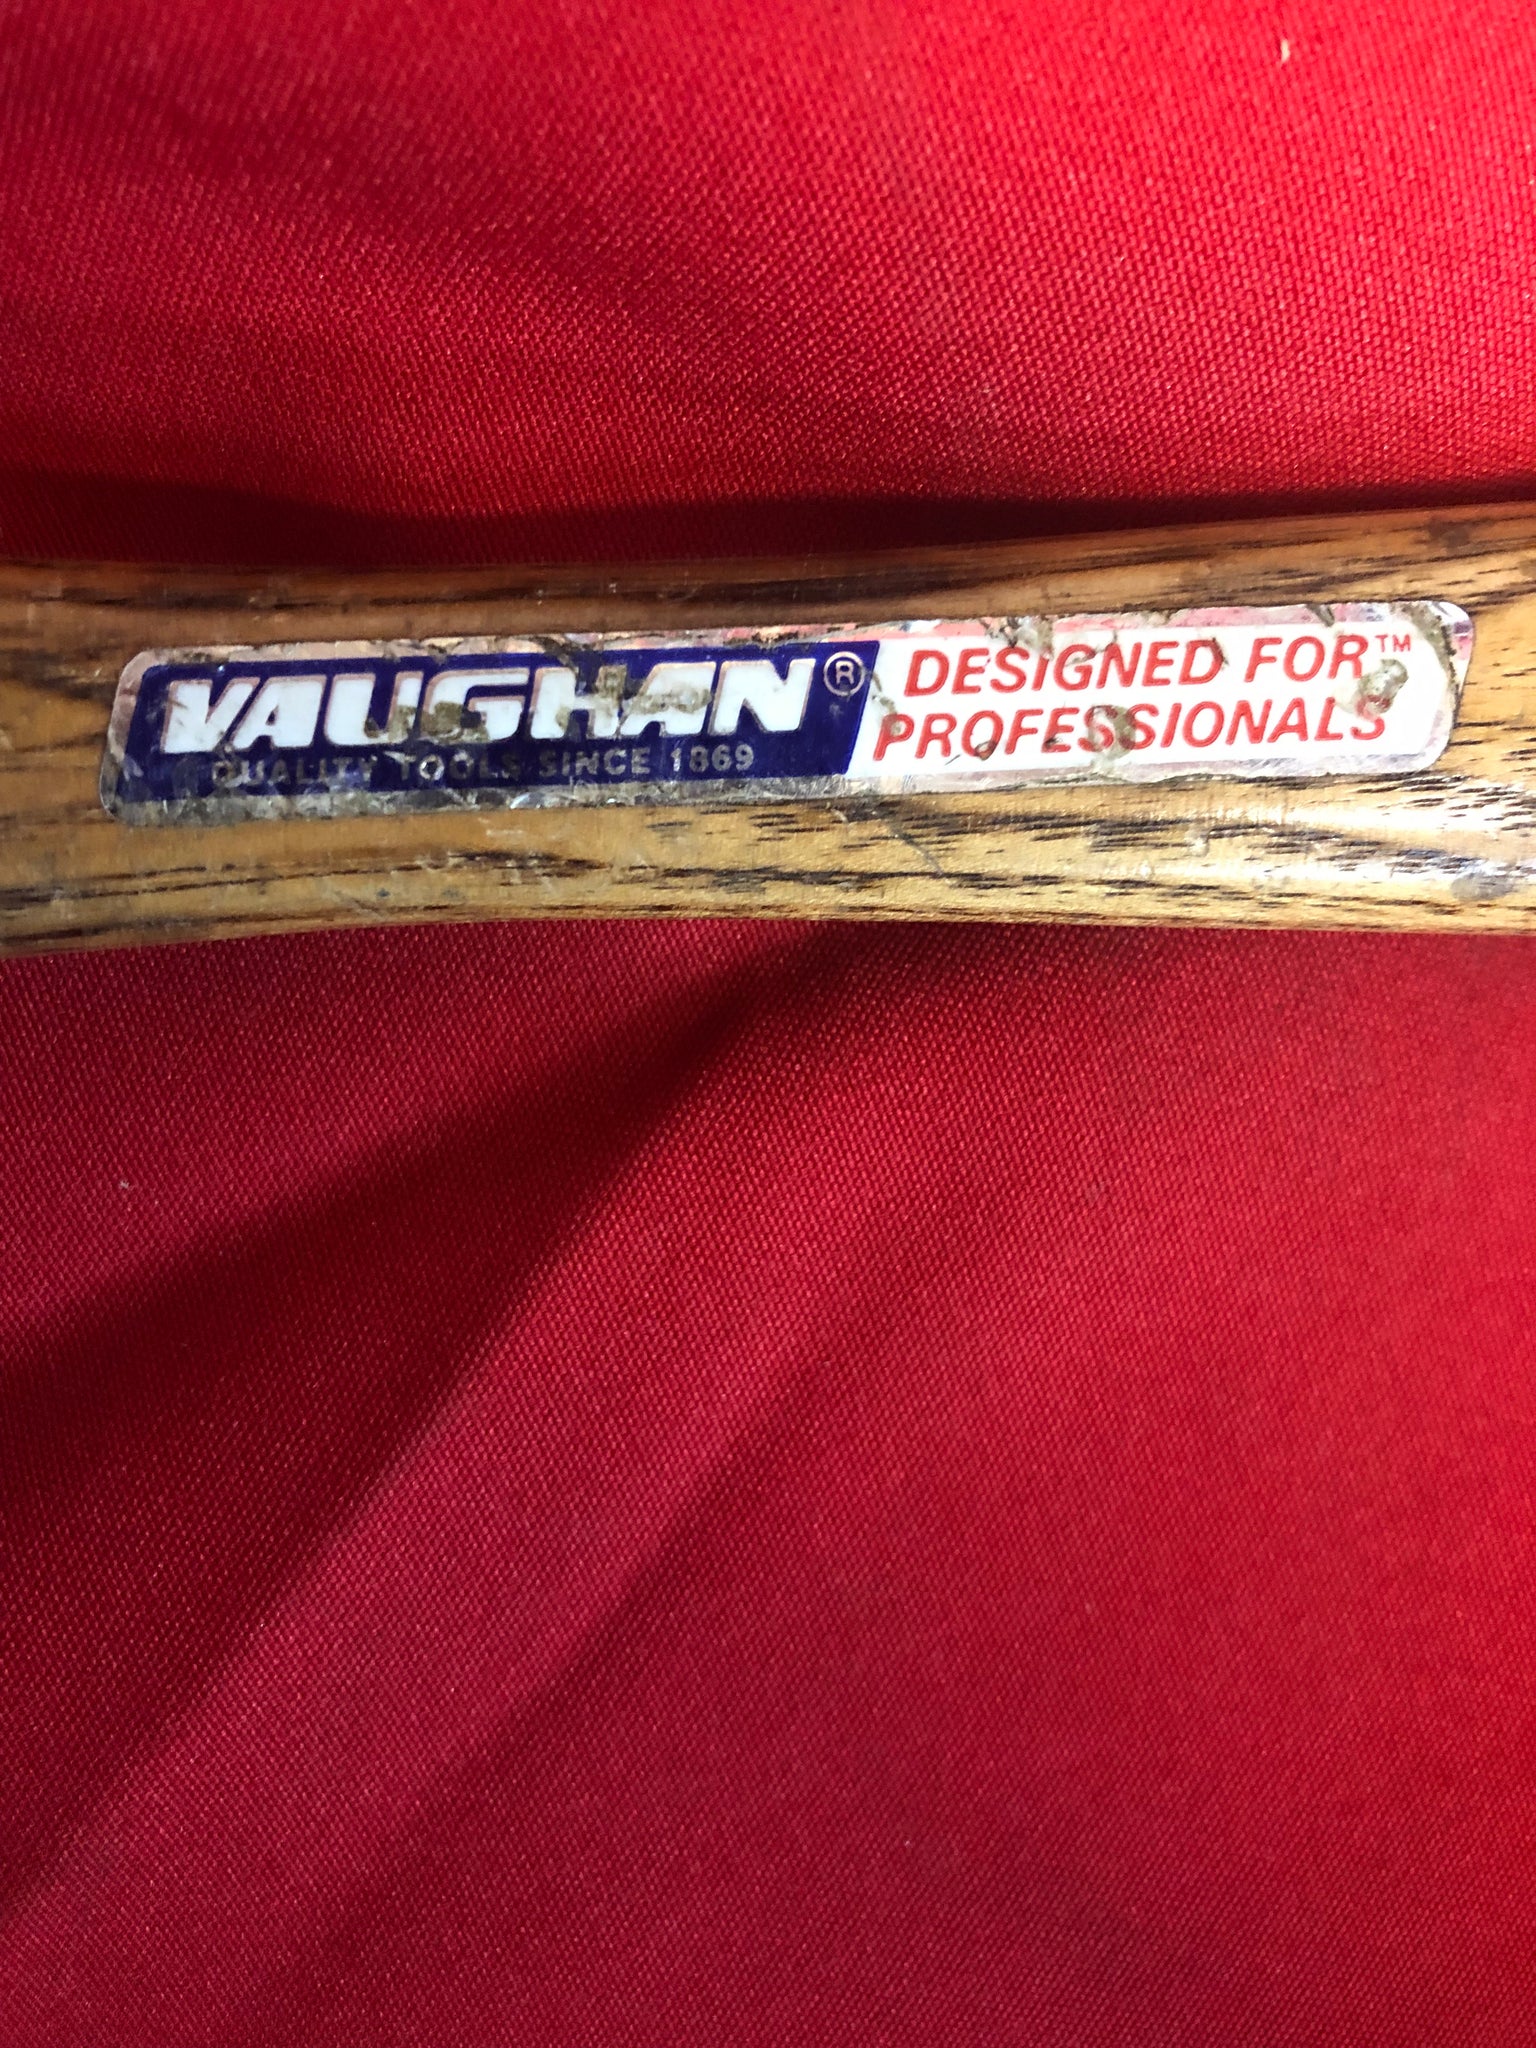 VAUGHAN®
QUALITY TOOLS SINCE 1869
DESIGNED FOR™
PROFESSIONALS